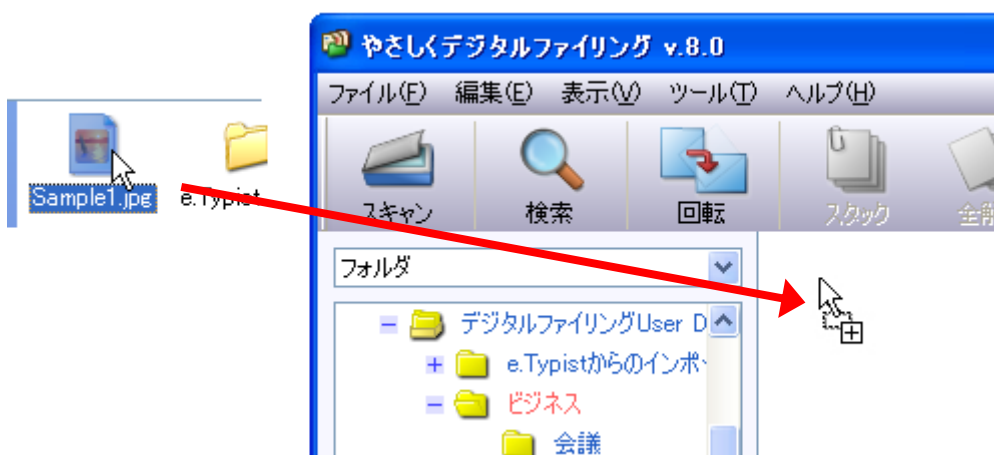 やさしくデジタルファイリング v.8.0
ファイル(F) 編集(E) 表示(V) ツール(T) ヘルプ(H)
Sample1.jpg e.Typist
スキャン 検索 回転 スタック
フォルダ
デジタルファイリングUser D
e.Typistからのインポ
ビジネス
会議